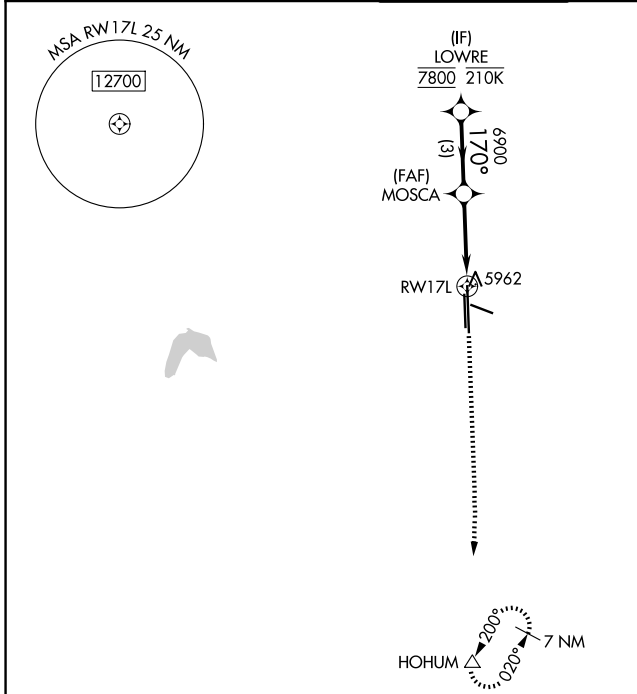 MSA RW17L 25 NM
12700
(IF)
LOWRE
7800 210K
6900
170°
(3)
(FAF)
MOSCA
RW17L
5962
200°
7 NM
020°
HOHUM